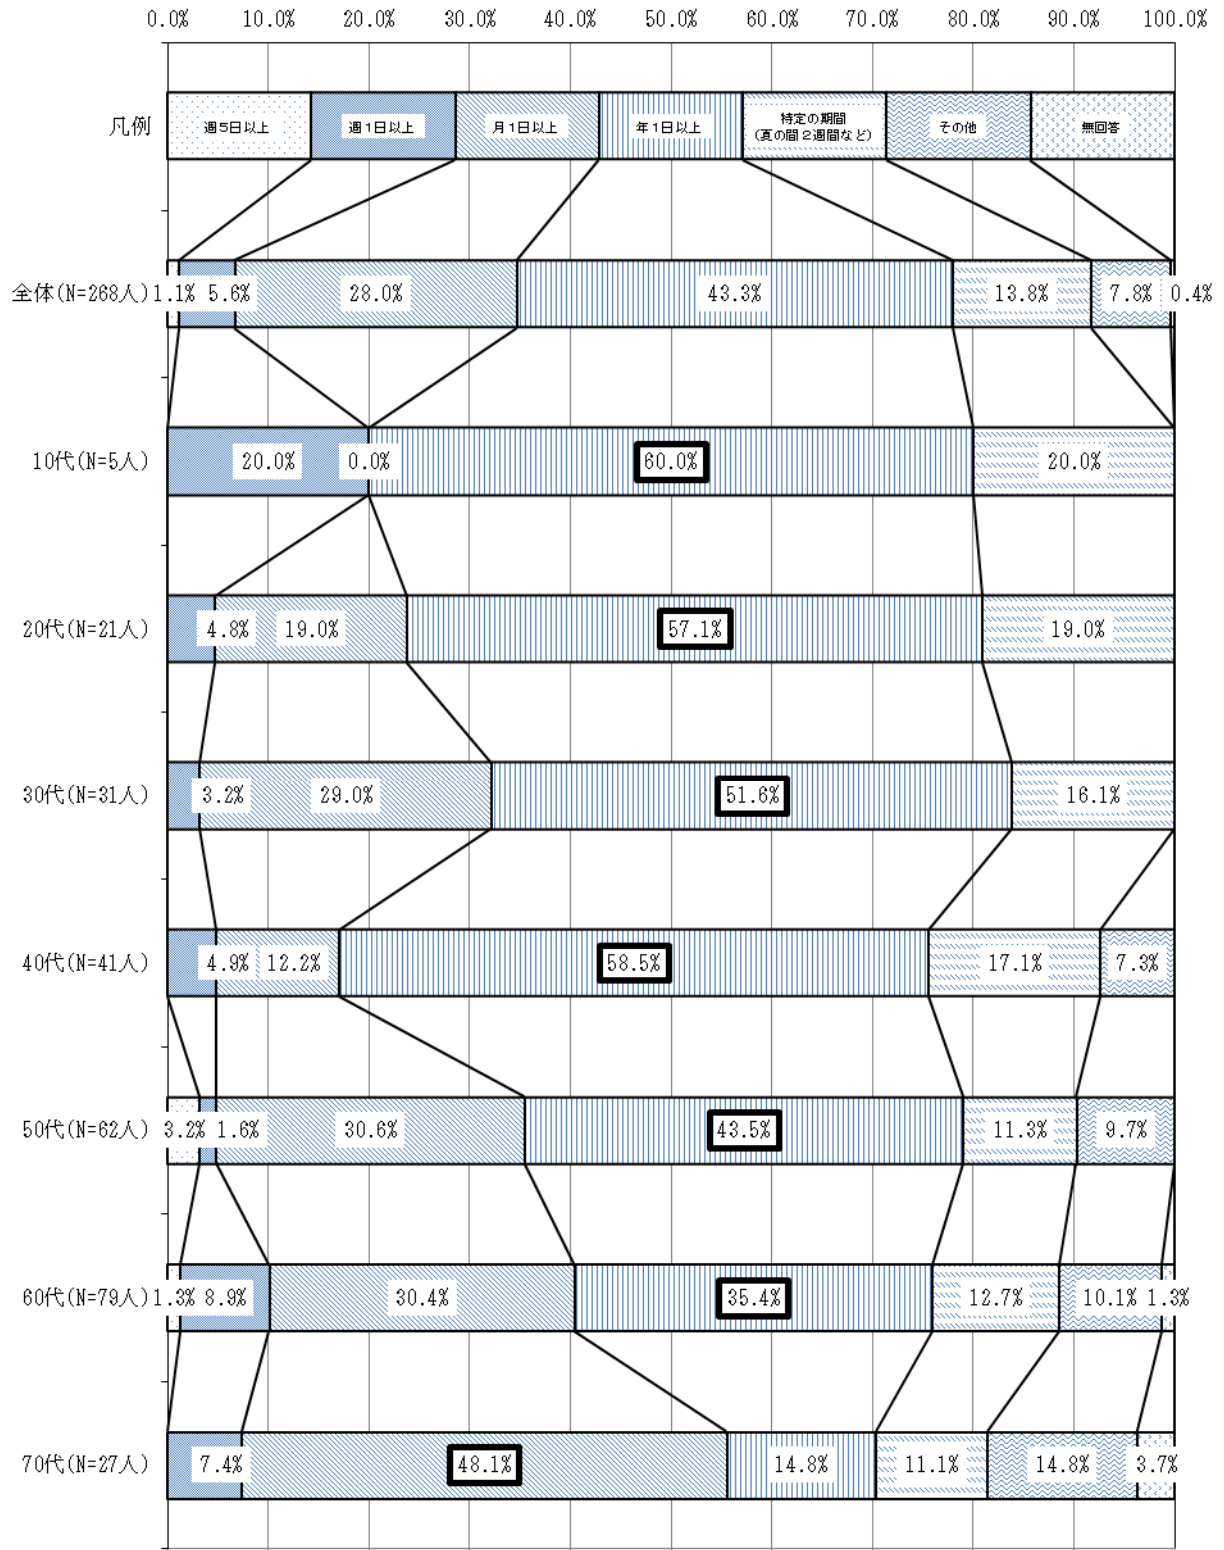 0.0% 10.0% 20.0% 30.0% 40.0% 50.0% 60.0% 70.0% 80.0% 90.0% 100.0%
凡例 週5日以上 週1日以上 月1日以上 年1日以上 特定の期間 その他 無回答
(夏の間2週間など)
全体(N=268人) 1.1% 5.6% 28.0% 43.3% 13.8% 7.8% 0.4%
10代(N=5人) 20.0% 0.0% 60.0% 20.0%
20代(N=21人) 4.8% 19.0% 57.1% 19.0%
30代(N=31人) 3.2% 29.0% 51.6% 16.1%
40代(N=41人) 4.9% 12.2% 58.5% 17.1% 7.3%
50代(N=62人) 3.2% 1.6% 30.6% 43.5% 11.3% 9.7%
60代(N=79人) 1.3% 8.9% 30.4% 35.4% 12.7% 10.1% 1.3%
70代(N=27人) 7.4% 48.1% 14.8% 11.1% 14.8% 3.7%